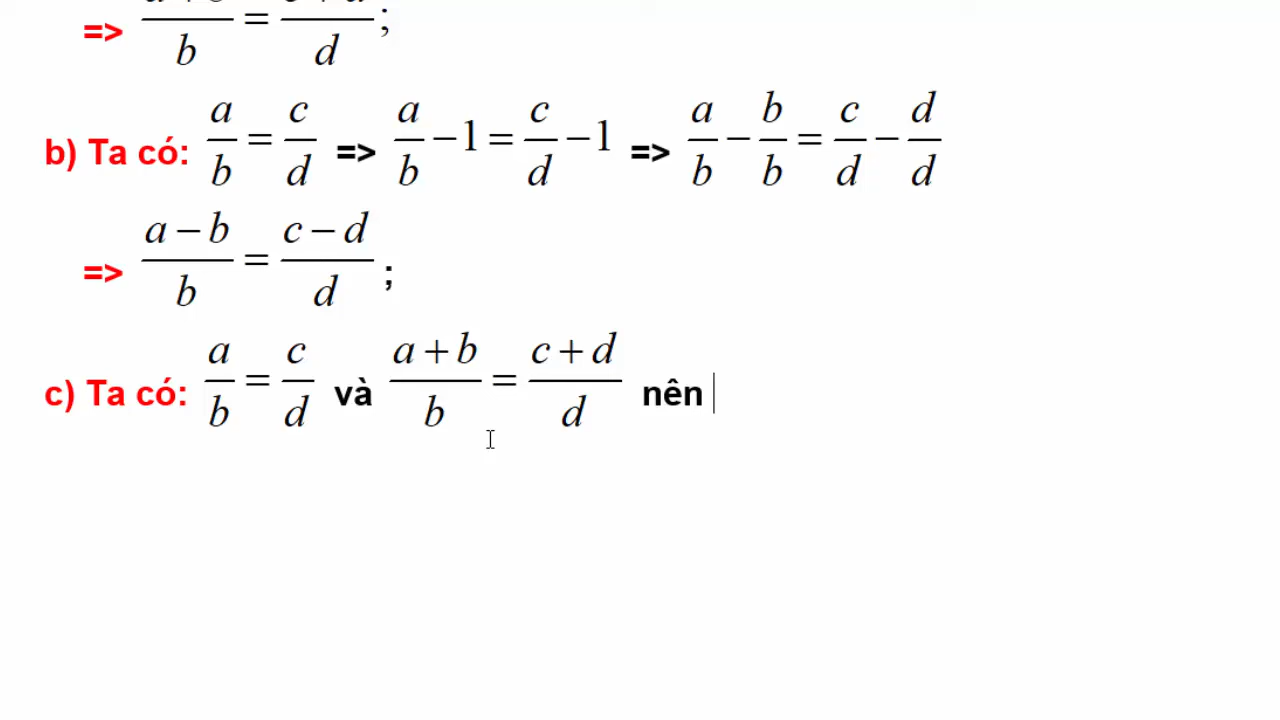 => b = d ;
b) Ta có: a/b = c/d => a/b − 1 = c/d − 1 => a/b − b/b = c/d − d/d
=> (a − b)/b = (c − d)/d ;
c) Ta có: a/b = c/d và (a + b)/b = (c + d)/d nên